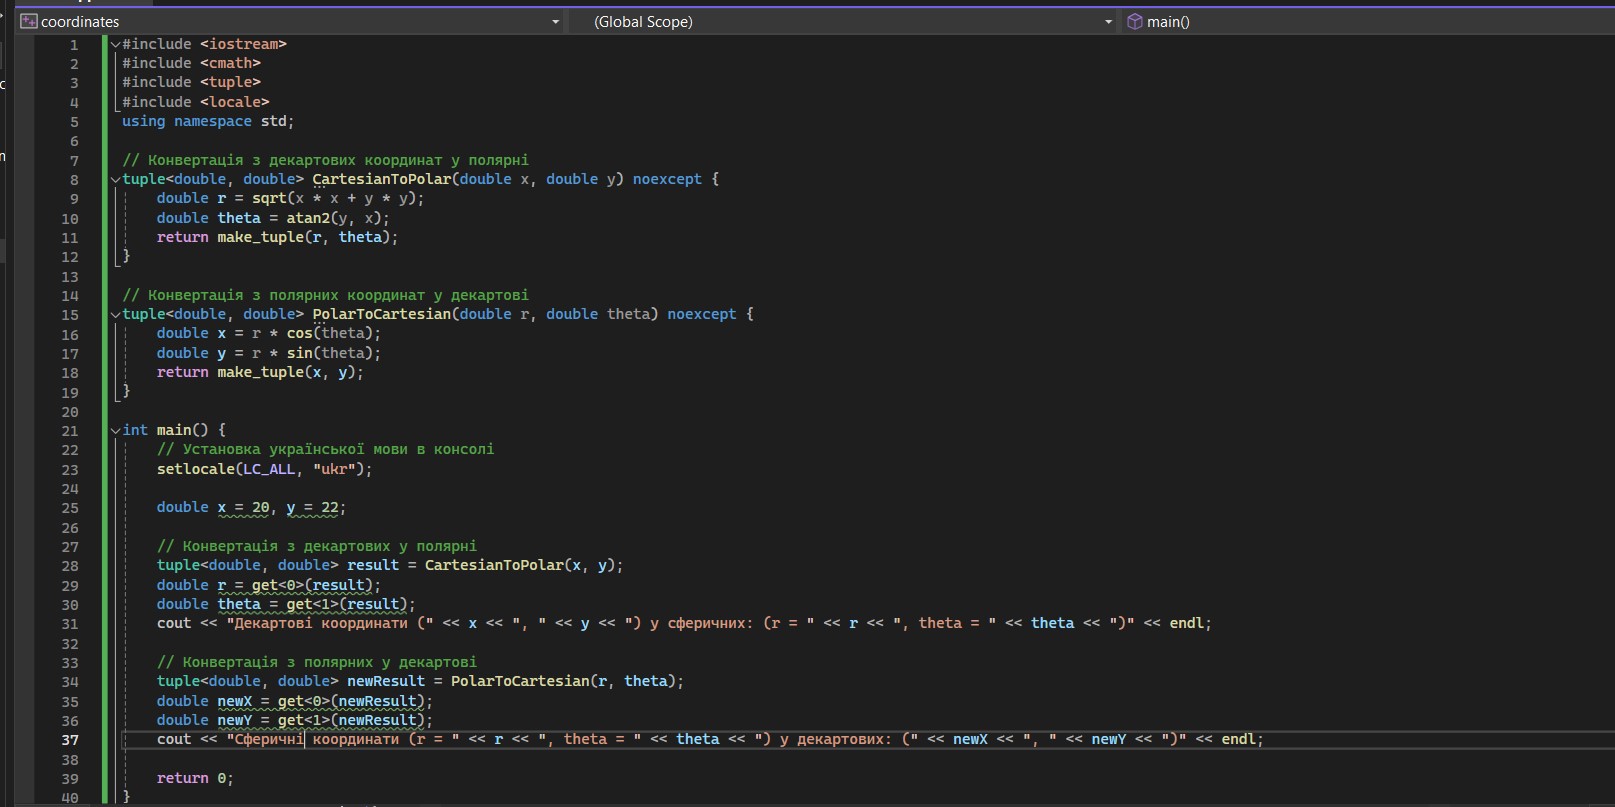 coordinates (Global Scope) main()
1 #include <iostream>
2 #include <cmath>
3 #include <tuple>
4 #include <locale>
5 using namespace std;
6
7 // Конвертація з декартових координат у полярні
8 tuple<double, double> CartesianToPolar(double x, double y) noexcept {
9 double r = sqrt(x * x + y * y);
10 double theta = atan2(y, x);
11 return make_tuple(r, theta);
12 }
13
14 // Конвертація з полярних координат у декартові
15 tuple<double, double> PolarToCartesian(double r, double theta) noexcept {
16 double x = r * cos(theta);
17 double y = r * sin(theta);
18 return make_tuple(x, y);
19 }
20
21 int main() {
22 // Установка української мови в консолі
23 setlocale(LC_ALL, "ukr");
24
25 double x = 20, y = 22;
26
27 // Конвертація з декартових у полярні
28 tuple<double, double> result = CartesianToPolar(x, y);
29 double r = get<0>(result);
30 double theta = get<1>(result);
31 cout << "Декартові координати (" << x << ", " << y << ") у сферичних: (r = " << r << ", theta = " << theta << ")" << endl;
32
33 // Конвертація з полярних у декартові
34 tuple<double, double> newResult = PolarToCartesian(r, theta);
35 double newX = get<0>(newResult);
36 double newY = get<1>(newResult);
37 cout << "Сферичні координати (r = " << r << ", theta = " << theta << ") у декартових: (" << newX << ", " << newY << ")" << endl;
38
39 return 0;
40 }